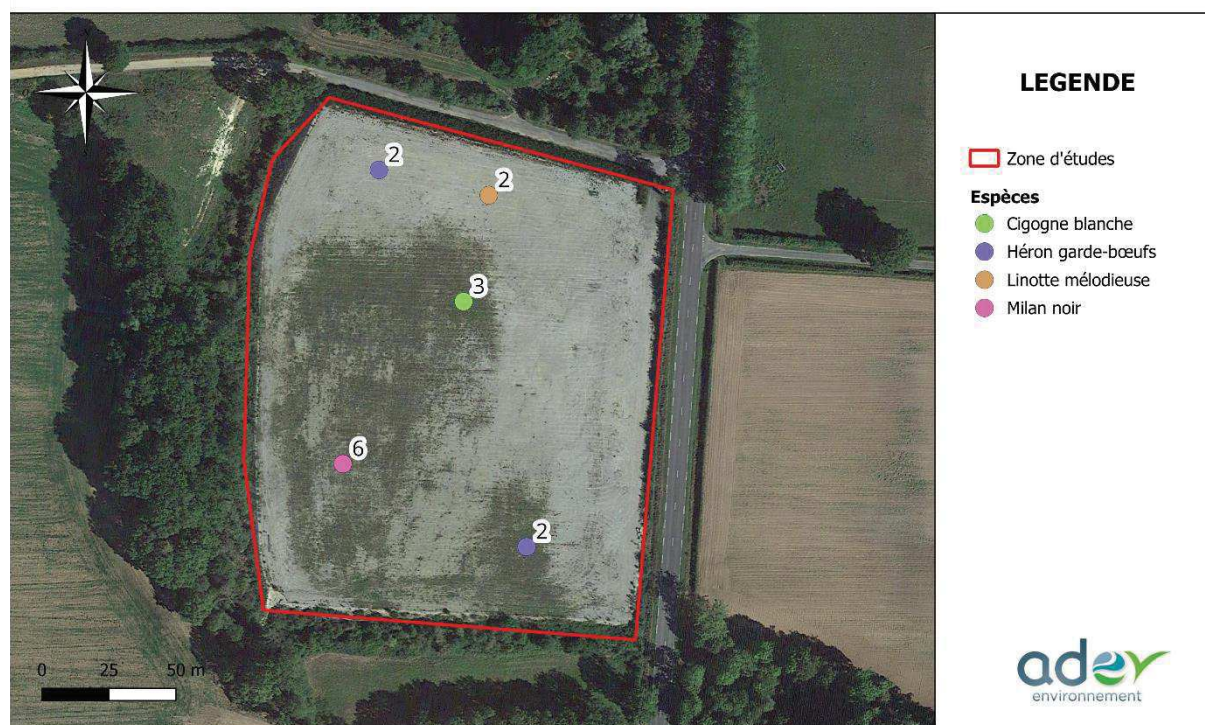 LEGENDE
Zone d'études
Espèces
Cigogne blanche
Héron garde-bœufs
Linotte mélodieuse
Milan noir
2
2
3
6
2
0 25 50 m
adev
environnement